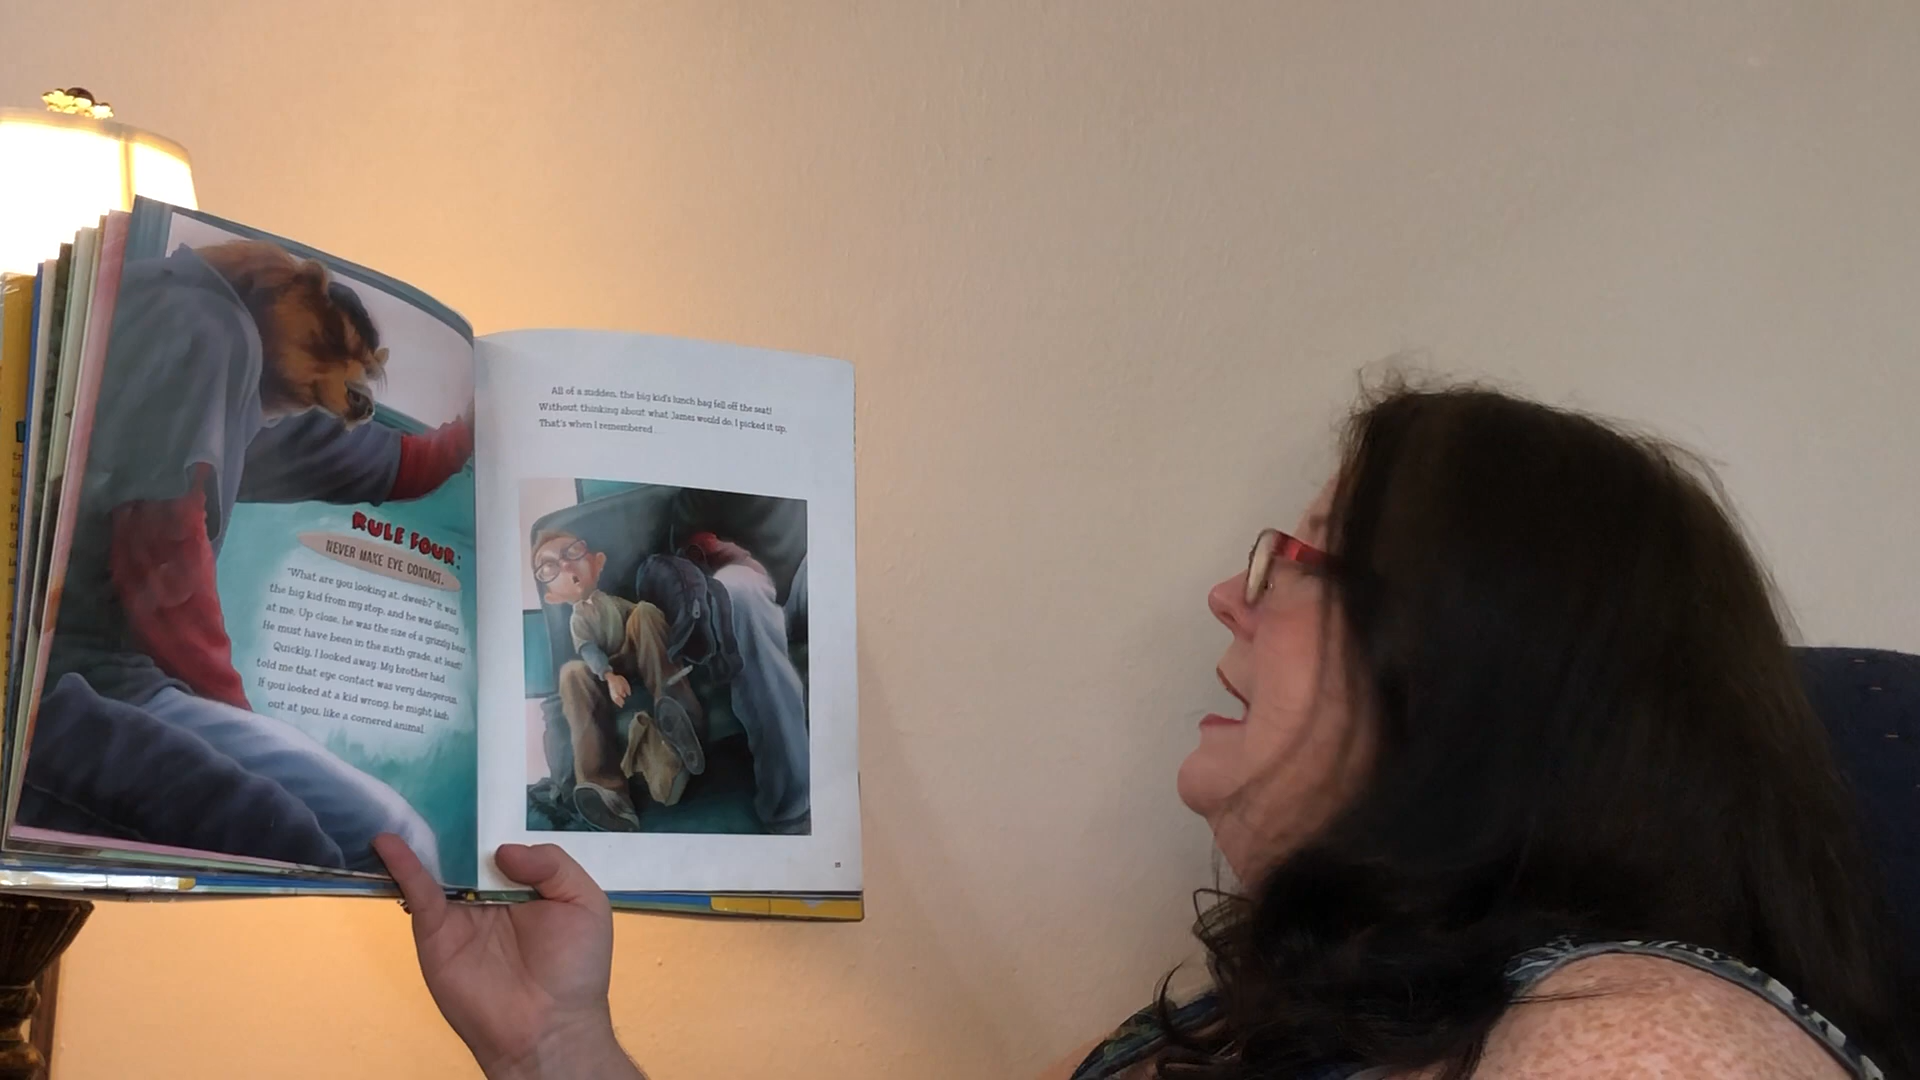 RULE FOUR:
NEVER MAKE EYE CONTACT.
"What are you looking at, dweeb?" It was
the big kid from my stop, and he was glaring
at me. Up close, he was the size of a grizzly bear.
He must have been in the sixth grade, at least!
Quickly, I looked away. My brother had
told me that eye contact was very dangerous.
If you looked at a kid wrong, he might lash
out at you, like a cornered animal.
All of a sudden, the big kid's lunch bag fell off the seat!
Without thinking about what James would do, I picked it up.
That's when I remembered . . .